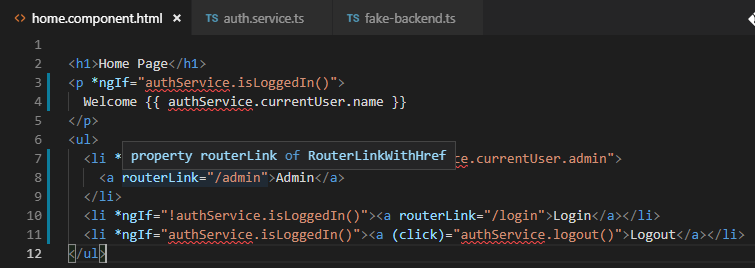 home.component.html TS auth.service.ts TS fake-backend.ts
1
2 <h1>Home Page</h1>
3 <p *ngIf="authService.isLoggedIn()">
4 Welcome {{ authService.currentUser.name }}
5 </p>
6 <ul>
property routerLink of RouterLinkWithHref
7 <li * ce.currentUser.admin">
8 <a routerLink="/admin">Admin</a>
9 </li>
10 <li *ngIf="!authService.isLoggedIn()"><a routerLink="/login">Login</a></li>
11 <li *ngIf="authService.isLoggedIn()"><a (click)="authService.logout()">Logout</a></li>
12 </ul>